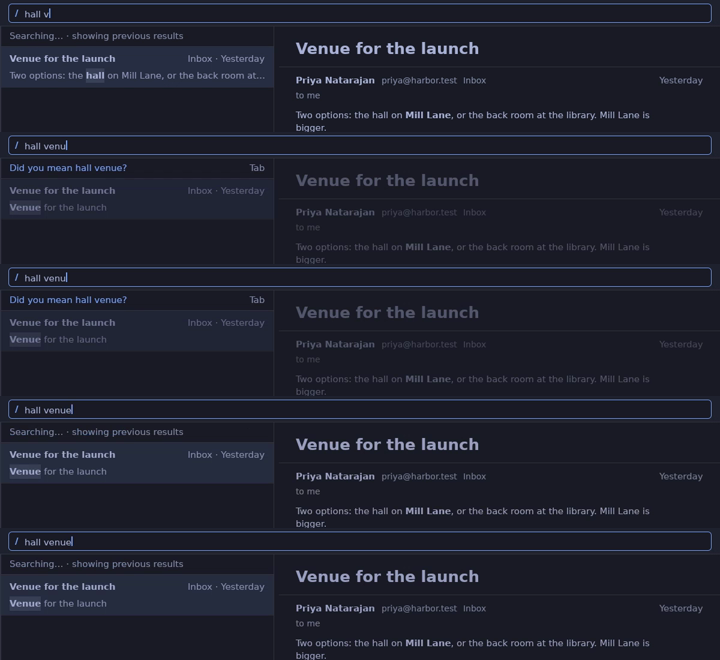 / hall v
Searching... · showing previous results
Venue for the launch Inbox · Yesterday
Two options: the hall on Mill Lane, or the back room at...
Venue for the launch
Priya Natarajan priya@harbor.test Inbox Yesterday
to me
Two options: the hall on Mill Lane, or the back room at the library. Mill Lane is
bigger.
/ hall venu
Did you mean hall venue? Tab
Venue for the launch Inbox · Yesterday
Venue for the launch
Venue for the launch
Priya Natarajan priya@harbor.test Inbox Yesterday
to me
Two options: the hall on Mill Lane, or the back room at the library. Mill Lane is
bigger.
/ hall venu
Did you mean hall venue? Tab
Venue for the launch Inbox · Yesterday
Venue for the launch
Venue for the launch
Priya Natarajan priya@harbor.test Inbox Yesterday
to me
Two options: the hall on Mill Lane, or the back room at the library. Mill Lane is
bigger.
/ hall venue
Searching... · showing previous results
Venue for the launch Inbox · Yesterday
Venue for the launch
Venue for the launch
Priya Natarajan priya@harbor.test Inbox Yesterday
to me
Two options: the hall on Mill Lane, or the back room at the library. Mill Lane is
bigger.
/ hall venue
Searching... · showing previous results
Venue for the launch Inbox · Yesterday
Venue for the launch
Venue for the launch
Priya Natarajan priya@harbor.test Inbox Yesterday
to me
Two options: the hall on Mill Lane, or the back room at the library. Mill Lane is
bigger.